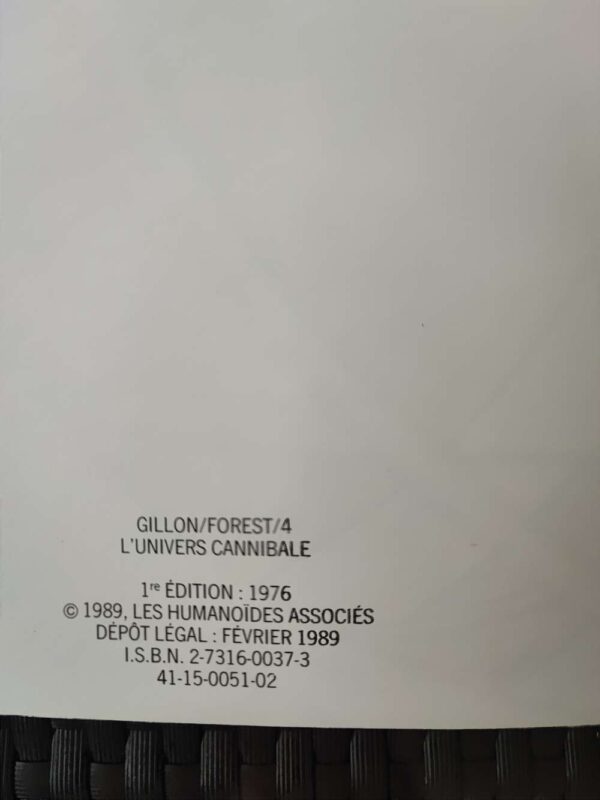 GILLON/FOREST/4
L'UNIVERS CANNIBALE
1re ÉDITION : 1976
© 1989, LES HUMANOÏDES ASSOCIÉS
DÉPÔT LÉGAL : FÉVRIER 1989
I.S.B.N. 2-7316-0037-3
41-15-0051-02